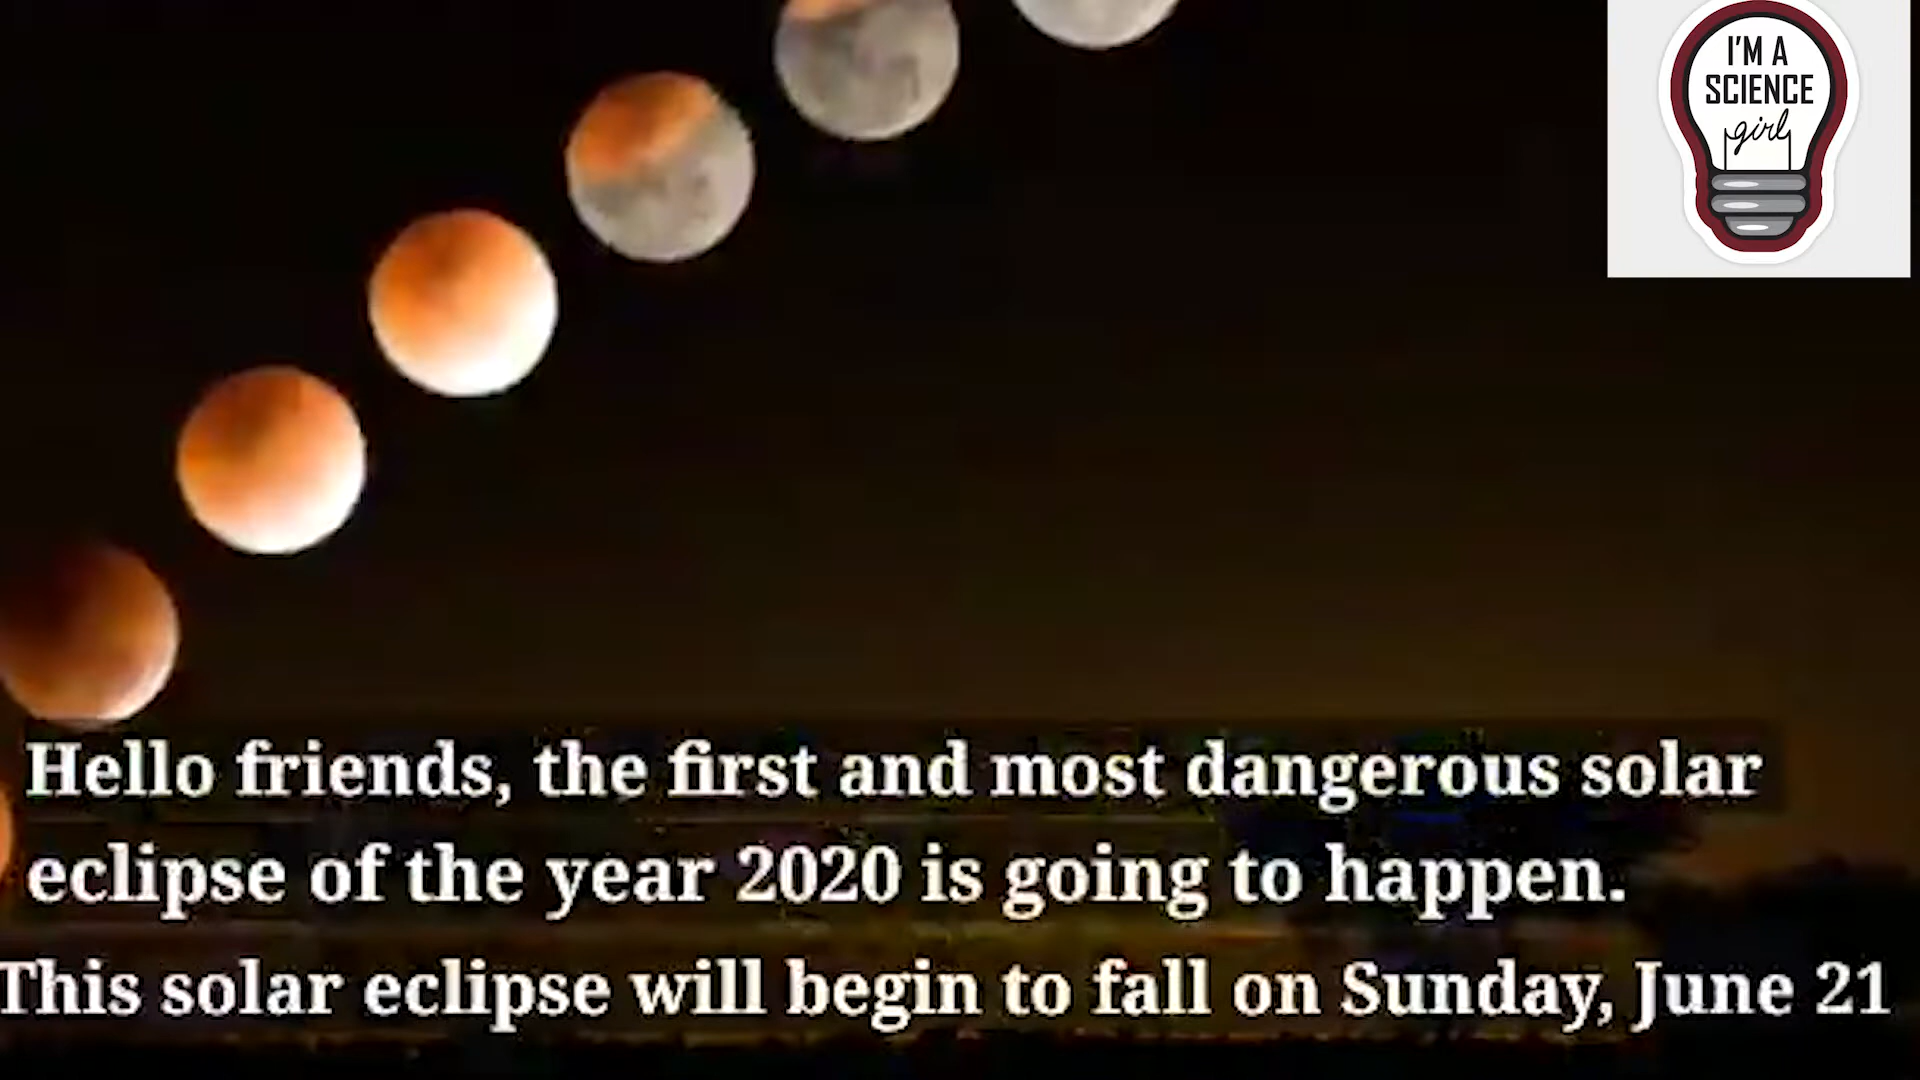 I'M A
SCIENCE
girl
Hello friends, the first and most dangerous solar
eclipse of the year 2020 is going to happen.
This solar eclipse will begin to fall on Sunday, June 21